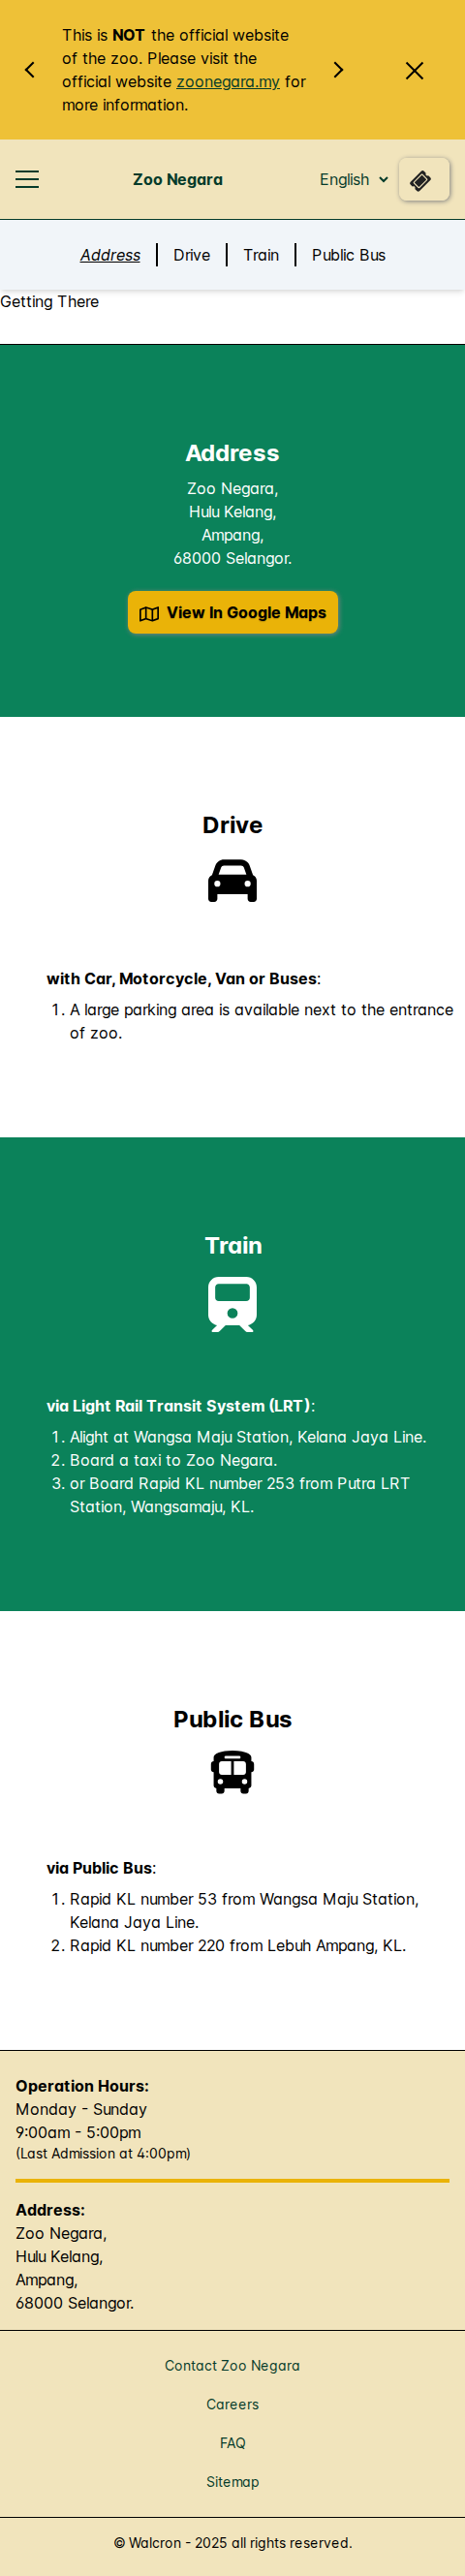 This is NOT the official website
of the zoo. Please visit the
official website zoonegara.my for
more information.
Zoo Negara
English
Address
Drive
Train
Public Bus
Getting There
Address
Zoo Negara,
Hulu Kelang,
Ampang,
68000 Selangor.
View In Google Maps
Drive
with Car, Motorcycle, Van or Buses:
1. A large parking area is available next to the entrance
of zoo.
Train
via Light Rail Transit System (LRT):
1. Alight at Wangsa Maju Station, Kelana Jaya Line.
2. Board a taxi to Zoo Negara.
3. or Board Rapid KL number 253 from Putra LRT
Station, Wangsamaju, KL.
Public Bus
via Public Bus:
1. Rapid KL number 53 from Wangsa Maju Station,
Kelana Jaya Line.
2. Rapid KL number 220 from Lebuh Ampang, KL.
Operation Hours:
Monday - Sunday
9:00am - 5:00pm
(Last Admission at 4:00pm)
Address:
Zoo Negara,
Hulu Kelang,
Ampang,
68000 Selangor.
Contact Zoo Negara
Careers
FAQ
Sitemap
© Walcron - 2025 all rights reserved.